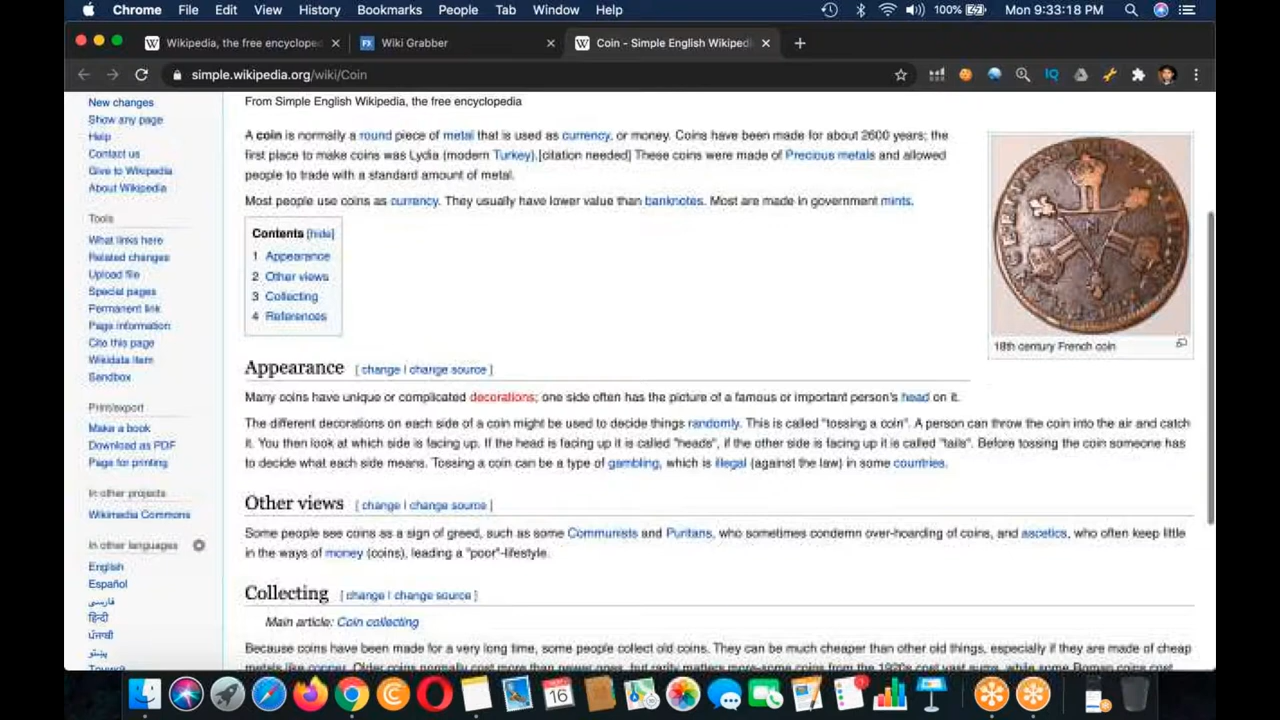 Chrome File Edit View History Bookmarks People Tab Window Help 100% Mon 9:33:18 PM
Wikipedia, the free encyclope
Wiki Grabber
Coin - Simple English Wikiped
simple.wikipedia.org/wiki/Coin
New changes
Show any page
Help
Contact us
Give to Wikipedia
About Wikipedia
Tools
What links here
Related changes
Upload file
Special pages
Permanent link
Page information
Cite this page
Wikidata item
Sandbox
Print/export
Make a book
Download as PDF
Page for printing
In other projects
Wikimedia Commons
In other languages
English
Español
فارسی
हिन्दी
ਪੰਜਾਬੀ
پښتو
From Simple English Wikipedia, the free encyclopedia
A coin is normally a round piece of metal that is used as currency, or money. Coins have been made for about 2600 years; the
first place to make coins was Lydia (modern Turkey).[citation needed] These coins were made of Precious metals and allowed
people to trade with a standard amount of metal.
Most people use coins as currency. They usually have lower value than banknotes. Most are made in government mints.
Contents [hide]
1 Appearance
2 Other views
3 Collecting
4 References
18th century French coin
Appearance [ change | change source ]
Many coins have unique or complicated decorations; one side often has the picture of a famous or important person's head on it.
The different decorations on each side of a coin might be used to decide things randomly. This is called "tossing a coin". A person can throw the coin into the air and catch
it. You then look at which side is facing up. If the head is facing up it is called "heads", if the other side is facing up it is called "tails". Before tossing the coin someone has
to decide what each side means. Tossing a coin can be a type of gambling, which is illegal (against the law) in some countries.
Other views [ change | change source ]
Some people see coins as a sign of greed, such as some Communists and Puritans, who sometimes condemn over-hoarding of coins, and ascetics, who often keep little
in the ways of money (coins), leading a "poor"-lifestyle.
Collecting [ change | change source ]
Main article: Coin collecting
Because coins have been made for a very long time, some people collect old coins. They can be much cheaper than other old things, especially if they are made of cheap
metals like copper. Older coins normally cost more than newer ones, but rarity matters more-some coins from the 1920s cost vast sums, while some Roman coins cost
NOV
16